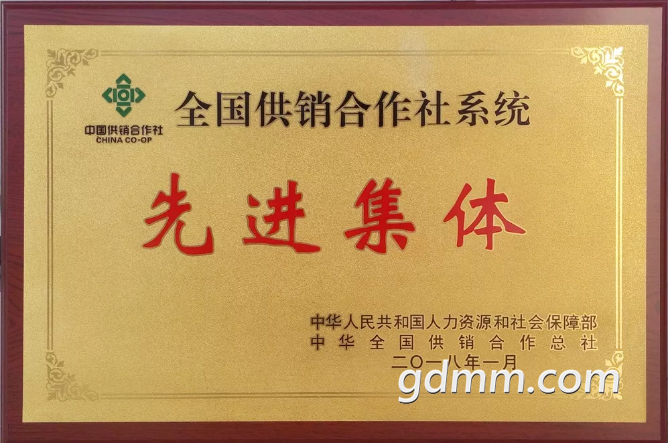 全国供销合作社系统
中国供销合作社
CHINA CO-OP
先进集体
中华人民共和国人力资源和社会保障部
中华全国供销合作总社
二〇一八年一月
gdmm.com